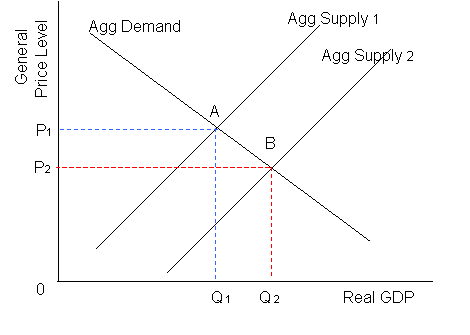 General
Price Level
Agg Demand
Agg Supply 1
Agg Supply 2
A
P1
B
P2
0
Q1
Q2
Real GDP